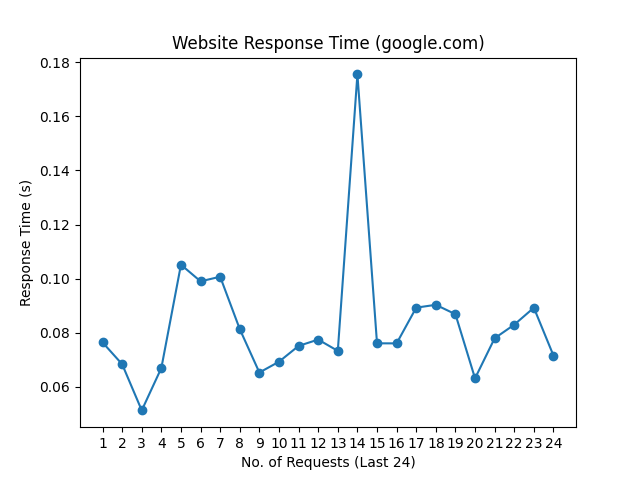 Website Response Time (google.com)
0.18
0.16
0.14
0.12
0.10
0.08
0.06
Response Time (s)
1 2 3 4 5 6 7 8 9 10 11 12 13 14 15 16 17 18 19 20 21 22 23 24
No. of Requests (Last 24)